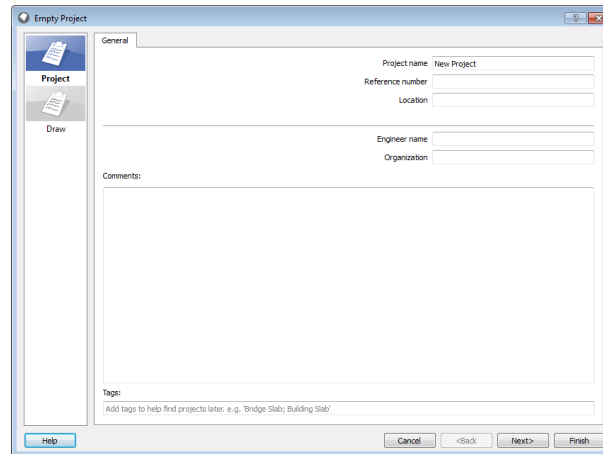 Empty Project
Project
Draw
General
Project name New Project
Reference number
Location
Engineer name
Organization
Comments:
Tags:
Add tags to help find projects later. e.g. 'Bridge Slab; Building Slab'
Help Cancel <Back Next> Finish